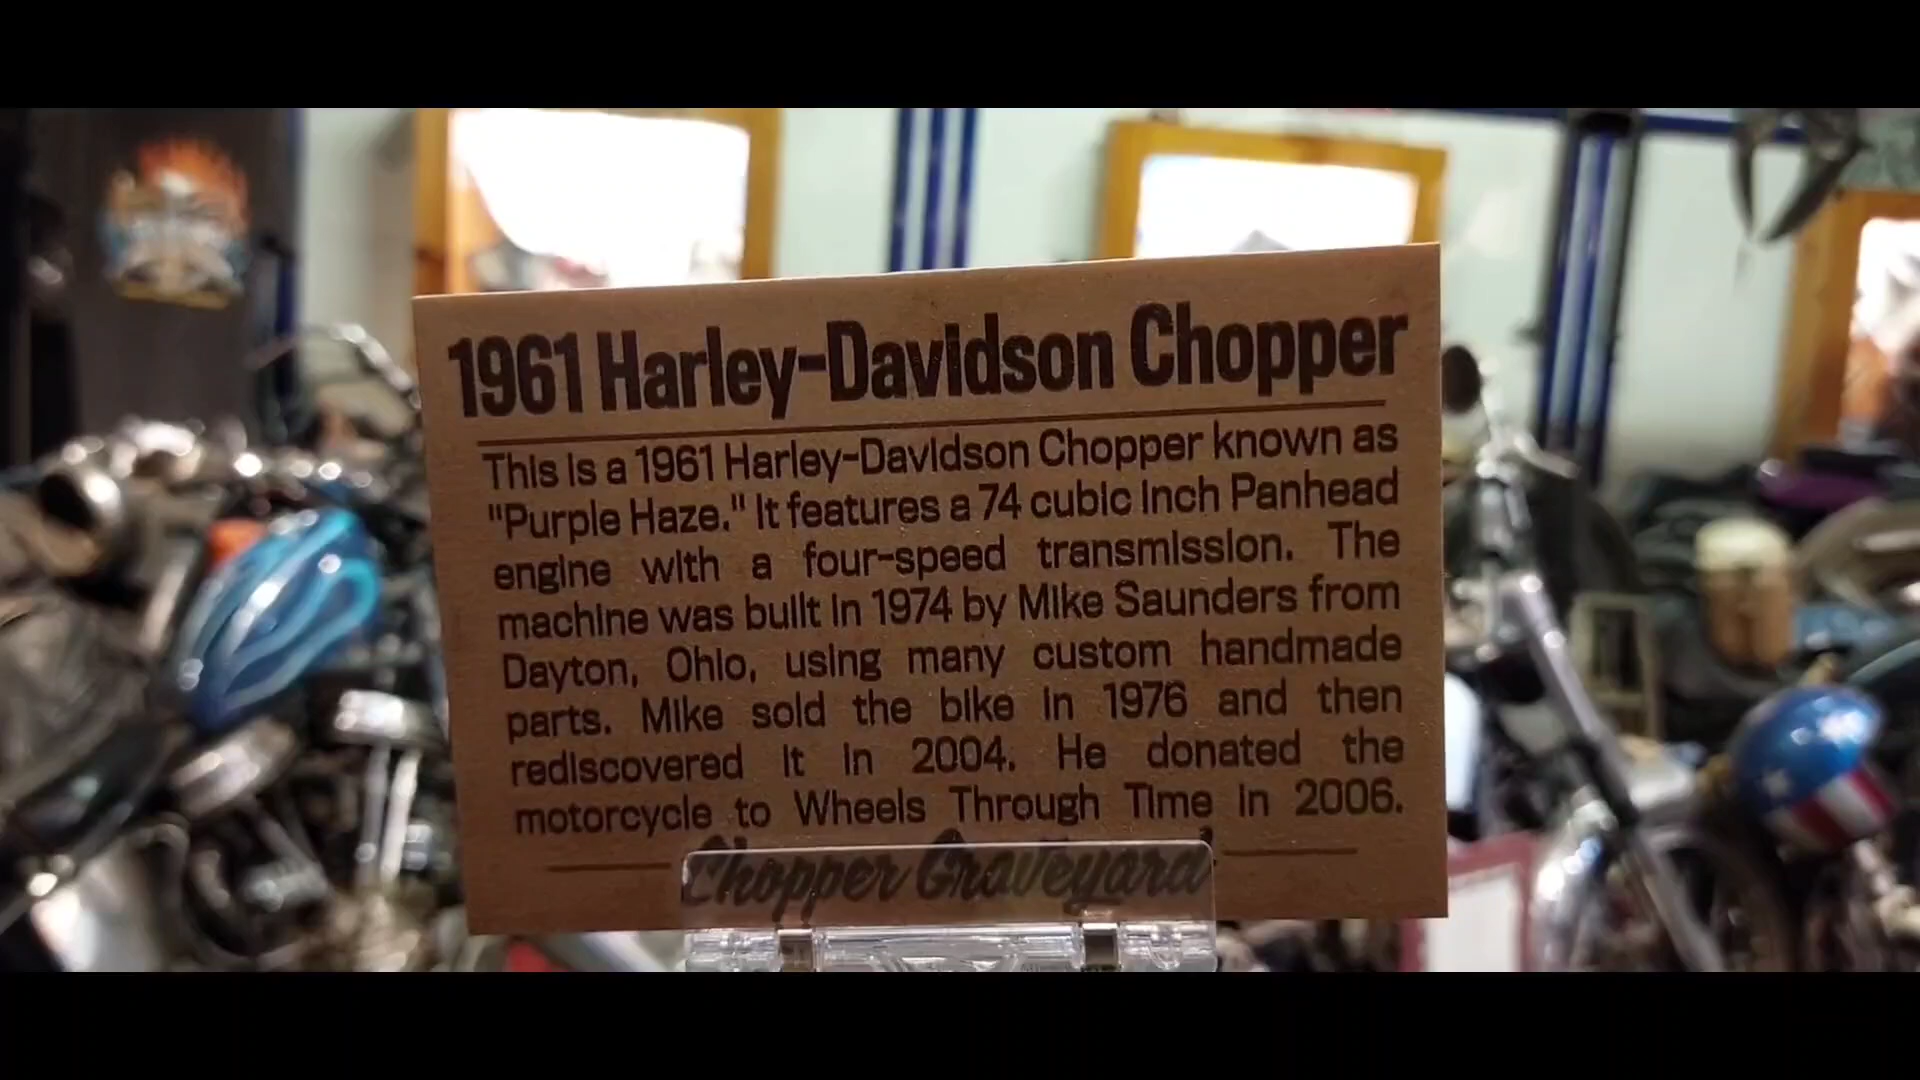 1961 Harley-Davidson Chopper
This is a 1961 Harley-Davidson Chopper known as
"Purple Haze." It features a 74 cubic inch Panhead
engine with a four-speed transmission. The
machine was built in 1974 by Mike Saunders from
Dayton, Ohio, using many custom handmade
parts. Mike sold the bike in 1976 and then
rediscovered it in 2004. He donated the
motorcycle to Wheels Through Time in 2006.
Chopper Graveyard